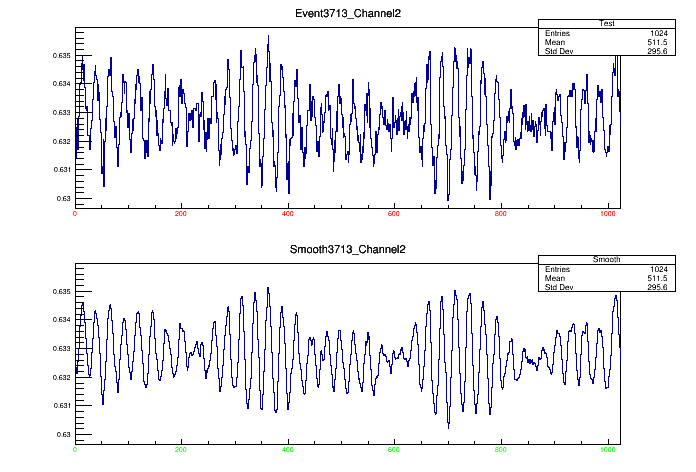 Event3713_Channel2
Test
Entries 1024
Mean 511.5
Std Dev 295.6
0.635
0.634
0.633
0.632
0.631
0.63
0 200 400 600 800 1000
Smooth3713_Channel2
Smooth
Entries 1024
Mean 511.5
Std Dev 295.6
0.635
0.634
0.633
0.632
0.631
0.63
0 200 400 600 800 1000